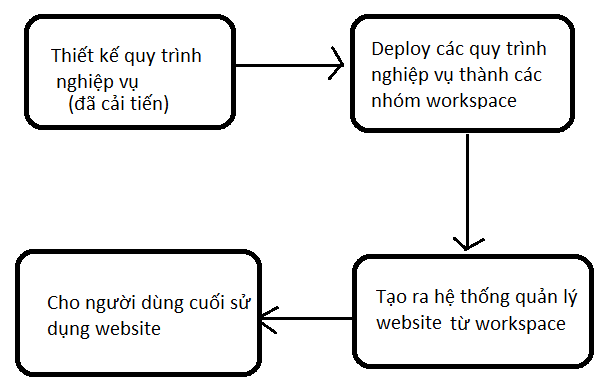 Thiết kế quy trình
nghiệp vụ
(đã cải tiến)
Deploy các quy trình
nghiệp vụ thành các
nhóm workspace
Tạo ra hệ thống quản lý
website từ workspace
Cho người dùng cuối sử
dụng website